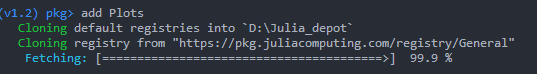 (v1.2) pkg> add Plots
Cloning default registries into `D:\Julia_depot`
Cloning registry from "https://pkg.juliacomputing.com/registry/General"
Fetching: [========================================>] 99.9 %